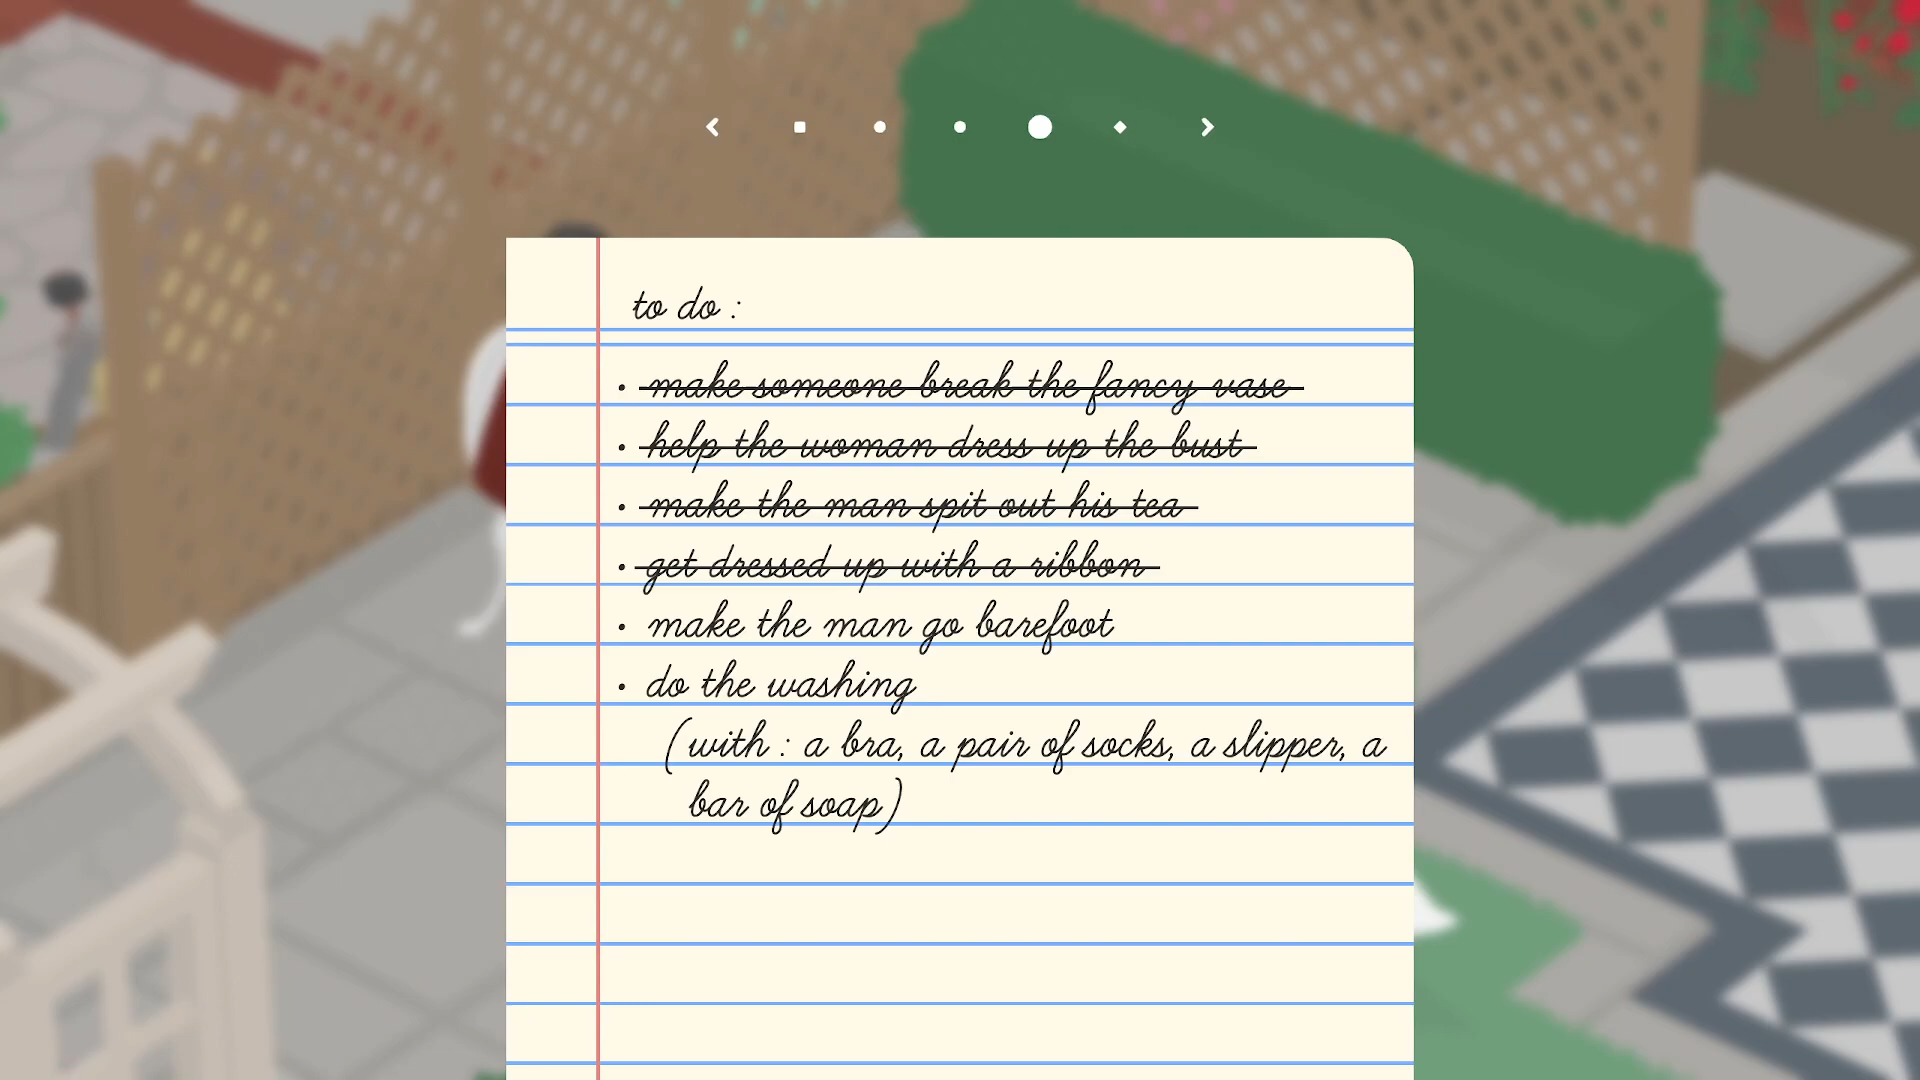 to do :
• make someone break the fancy vase
• help the woman dress up the bust
• make the man spit out his tea
• get dressed up with a ribbon
• make the man go barefoot
• do the washing
(with : a bra, a pair of socks, a slipper, a
bar of soap)